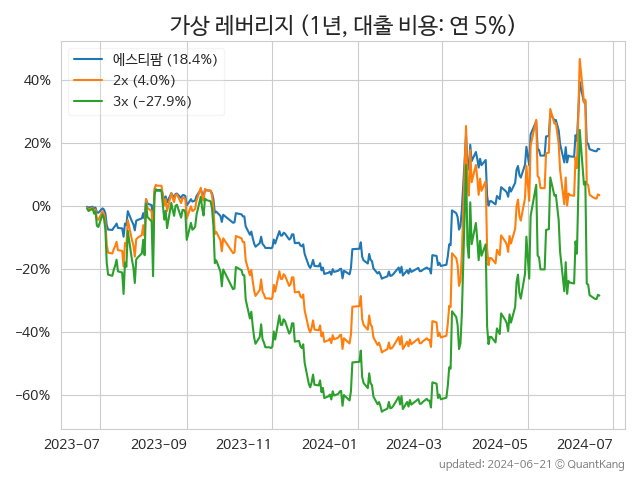 가상 레버리지 (1년, 대출 비용: 연 5%)
에스티팜 (18.4%)
2x (4.0%)
3x (−27.9%)
40%
20%
0%
−20%
−40%
−60%
2023-07 2023-09 2023-11 2024-01 2024-03 2024-05 2024-07
updated: 2024-06-21 © QuantKang